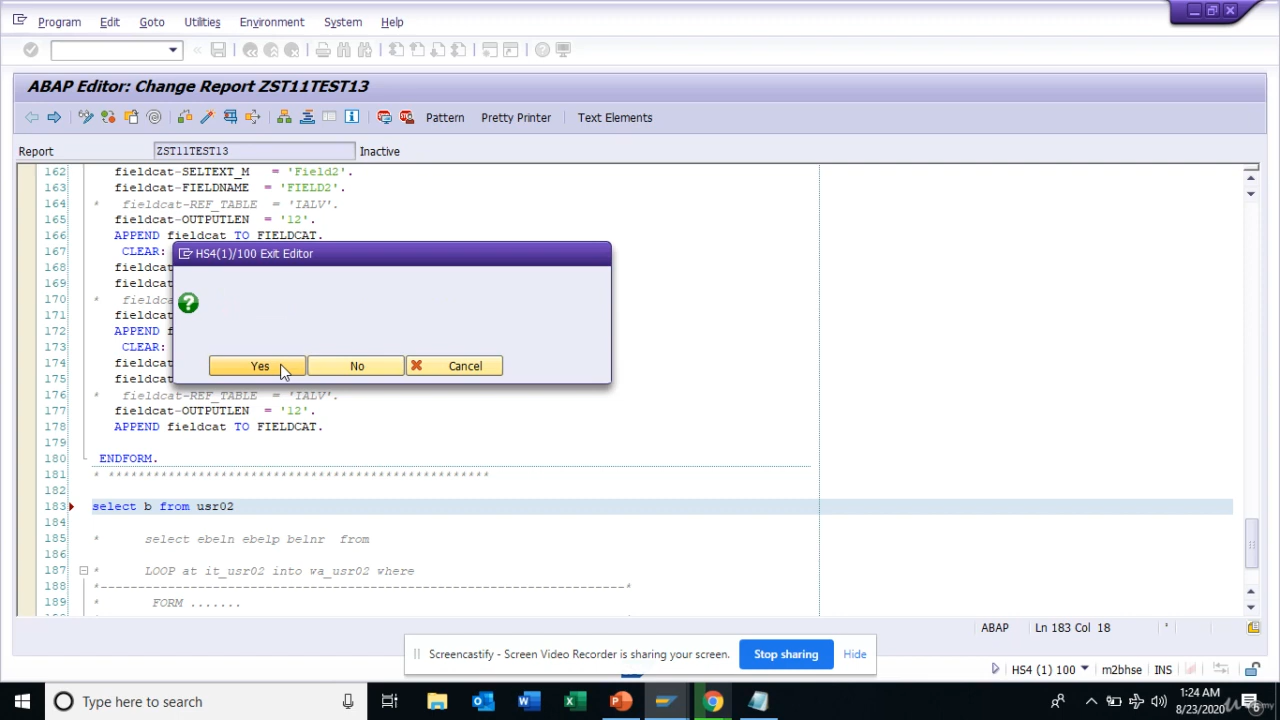 Program Edit Goto Utilities Environment System Help
ABAP Editor: Change Report ZST11TEST13
Pattern Pretty Printer Text Elements
Report ZST11TEST13 Inactive
162 fieldcat-SELTEXT_M = 'Field2'.
163 fieldcat-FIELDNAME = 'FIELD2'.
164 * fieldcat-REF_TABLE = 'IALV'.
165 fieldcat-OUTPUTLEN = '12'.
166 APPEND fieldcat TO FIELDCAT.
167 CLEAR:
HS4(1)/100 Exit Editor
168 fieldcat
169 fieldcat
170 * fieldca
171 fieldcat
172 APPEND f
173 CLEAR:
Yes No Cancel
174 fieldcat
175 fieldcat
176 * fieldcat-REF_TABLE = 'IALV'.
177 fieldcat-OUTPUTLEN = '12'.
178 APPEND fieldcat TO FIELDCAT.
179
180 ENDFORM.
181 * **************************************************
182
183 select b from usr02
184
185 * select ebeln ebelp belnr from
186
187 * LOOP at it_usr02 into wa_usr02 where
188 *---------------------------------------------------------------*
189 * FORM .......
ABAP Ln 183 Col 18
Screencastify - Screen Video Recorder is sharing your screen. Stop sharing Hide
HS4 (1) 100 m2bhse INS
Type here to search
1:24 AM
8/23/2020